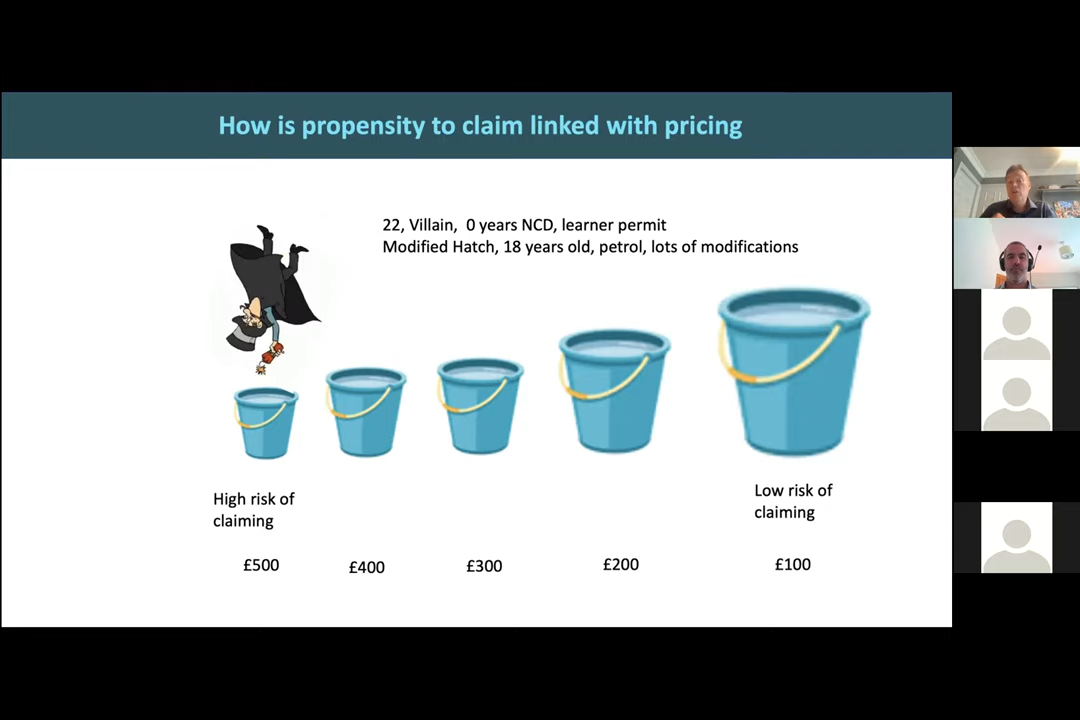 How is propensity to claim linked with pricing
22, Villain, 0 years NCD, learner permit
Modified Hatch, 18 years old, petrol, lots of modifications
High risk of
claiming
Low risk of
claiming
£500
£400
£300
£200
£100